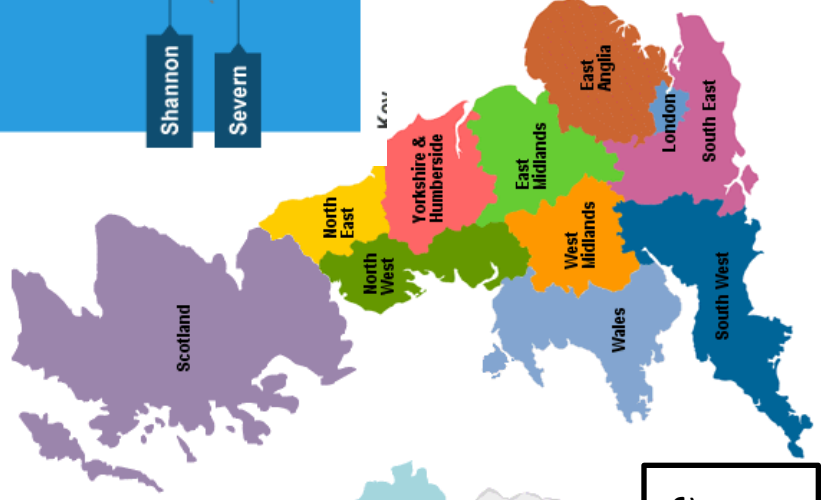 Shannon
Severn
Key
Scotland
North
East
North
West
Yorkshire &
Humberside
East
Midlands
West
Midlands
Wales
East
Anglia
London
South East
South West